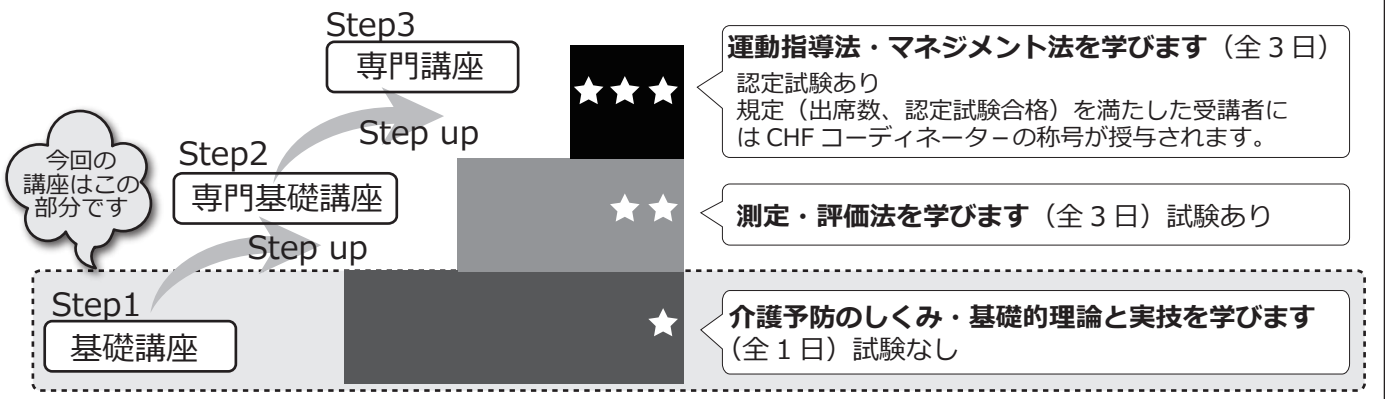 Step3
専門講座
運動指導法・マネジメント法を学びます（全 3 日）
認定試験あり
規定（出席数、認定試験合格）を満たした受講者に
は CHF コーディネーターの称号が授与されます。
Step up
今回の
講座はこの
部分です
Step2
専門基礎講座
測定・評価法を学びます（全 3 日）試験あり
Step up
Step1
基礎講座
介護予防のしくみ・基礎的理論と実技を学びます
（全 1 日）試験なし